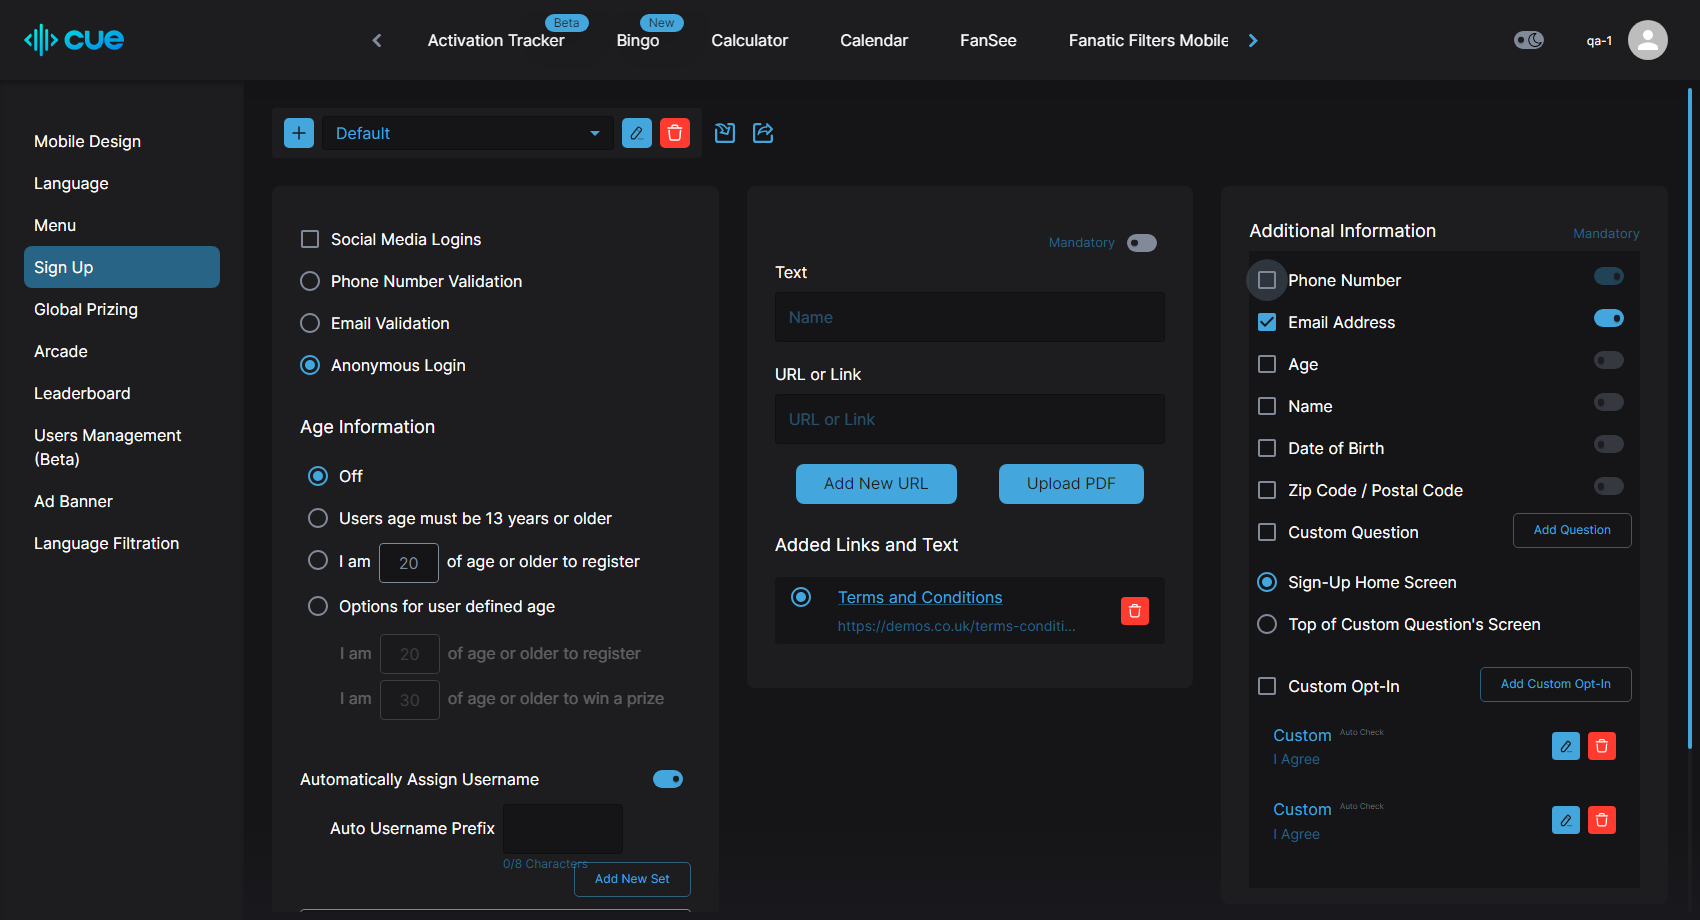 cue
Activation Tracker
Beta
Bingo
New
Calculator
Calendar
FanSee
Fanatic Filters Mobile
qa-1
Mobile Design
Language
Menu
Sign Up
Global Prizing
Arcade
Leaderboard
Users Management
(Beta)
Ad Banner
Language Filtration
Default
Social Media Logins
Phone Number Validation
Email Validation
Anonymous Login
Age Information
Off
Users age must be 13 years or older
I am 20 of age or older to register
Options for user defined age
I am 20 of age or older to register
I am 30 of age or older to win a prize
Automatically Assign Username
Auto Username Prefix
0/8 Characters
Add New Set
Mandatory
Text
Name
URL or Link
URL or Link
Add New URL
Upload PDF
Added Links and Text
Terms and Conditions
https://demos.co.uk/terms-conditi...
Additional Information
Mandatory
Phone Number
Email Address
Age
Name
Date of Birth
Zip Code / Postal Code
Custom Question
Add Question
Sign-Up Home Screen
Top of Custom Question's Screen
Custom Opt-In
Add Custom Opt-In
Custom Auto Check
I Agree
Custom Auto Check
I Agree